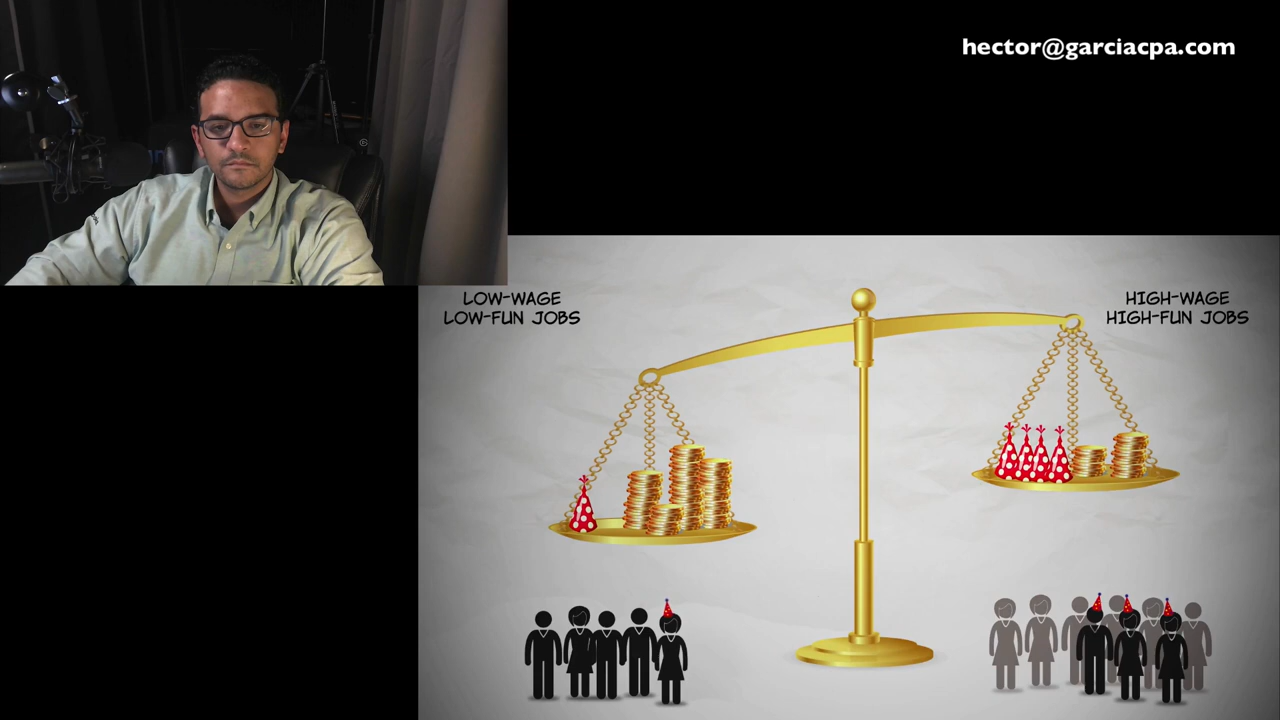 hector@garciacpa.com
LOW-WAGE
LOW-FUN JOBS
HIGH-WAGE
HIGH-FUN JOBS